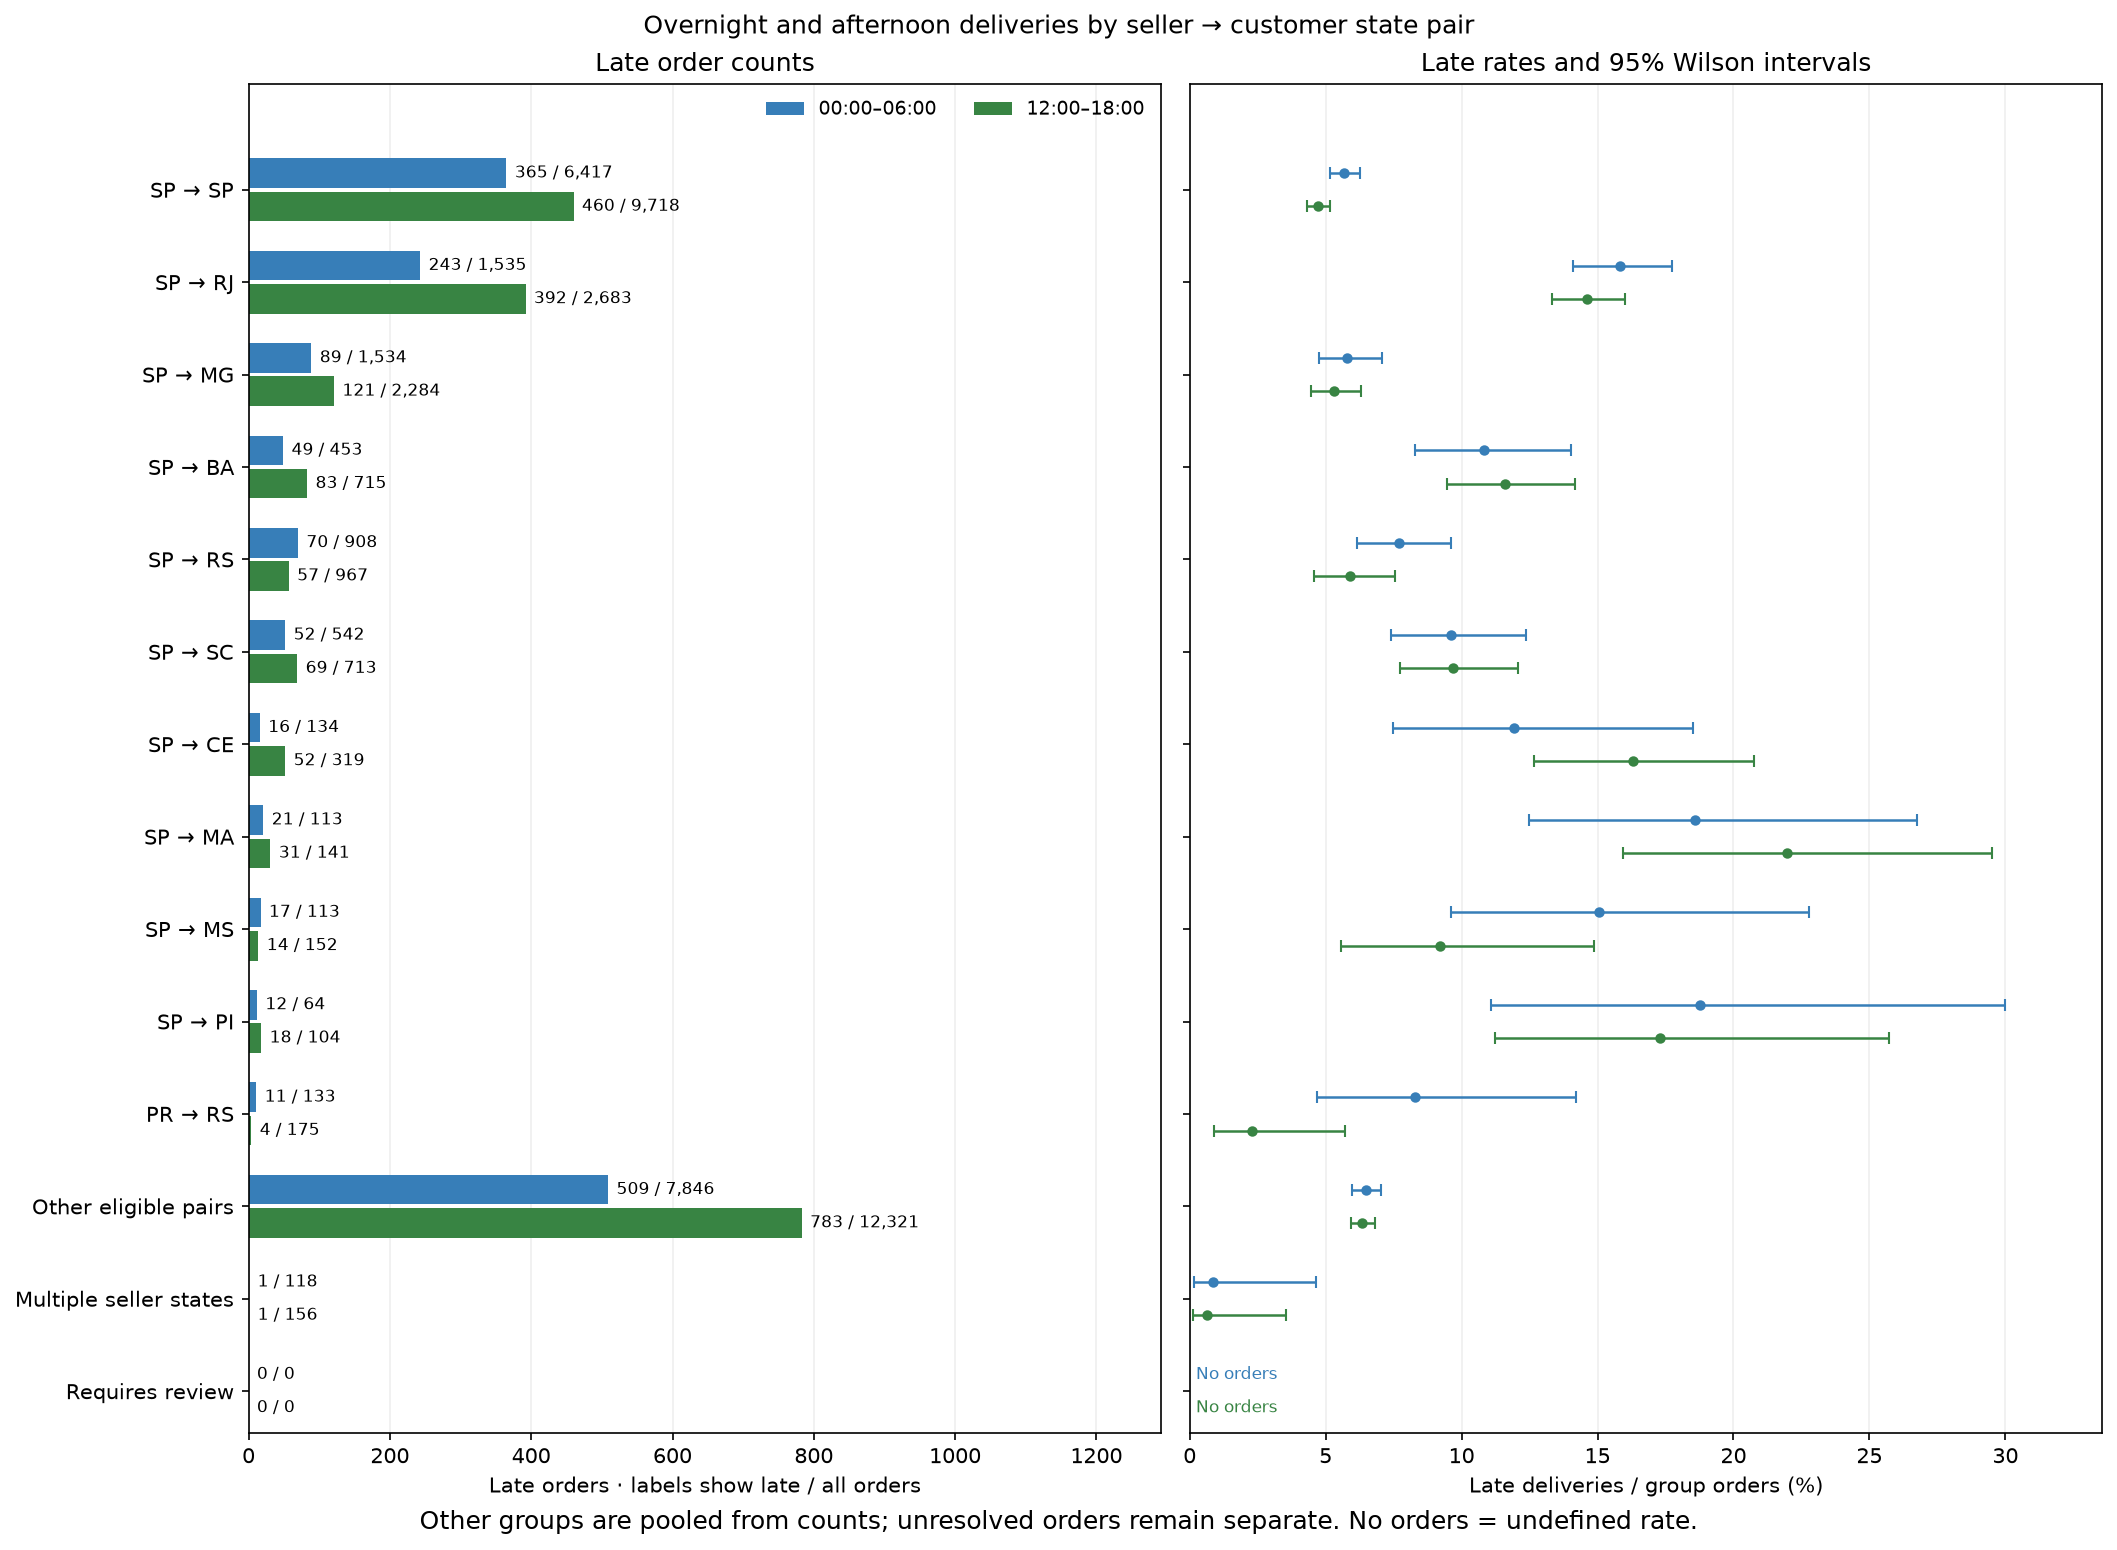 Overnight and afternoon deliveries by seller → customer state pair
Late order counts
Late rates and 95% Wilson intervals
00:00–06:00
12:00–18:00
SP → SP
365 / 6,417
460 / 9,718
SP → RJ
243 / 1,535
392 / 2,683
SP → MG
89 / 1,534
121 / 2,284
SP → BA
49 / 453
83 / 715
SP → RS
70 / 908
57 / 967
SP → SC
52 / 542
69 / 713
SP → CE
16 / 134
52 / 319
SP → MA
21 / 113
31 / 141
SP → MS
17 / 113
14 / 152
SP → PI
12 / 64
18 / 104
PR → RS
11 / 133
4 / 175
Other eligible pairs
509 / 7,846
783 / 12,321
Multiple seller states
1 / 118
1 / 156
Requires review
0 / 0
0 / 0
No orders
No orders
0 200 400 600 800 1000 1200
0 5 10 15 20 25 30
Late orders · labels show late / all orders
Late deliveries / group orders (%)
Other groups are pooled from counts; unresolved orders remain separate. No orders = undefined rate.